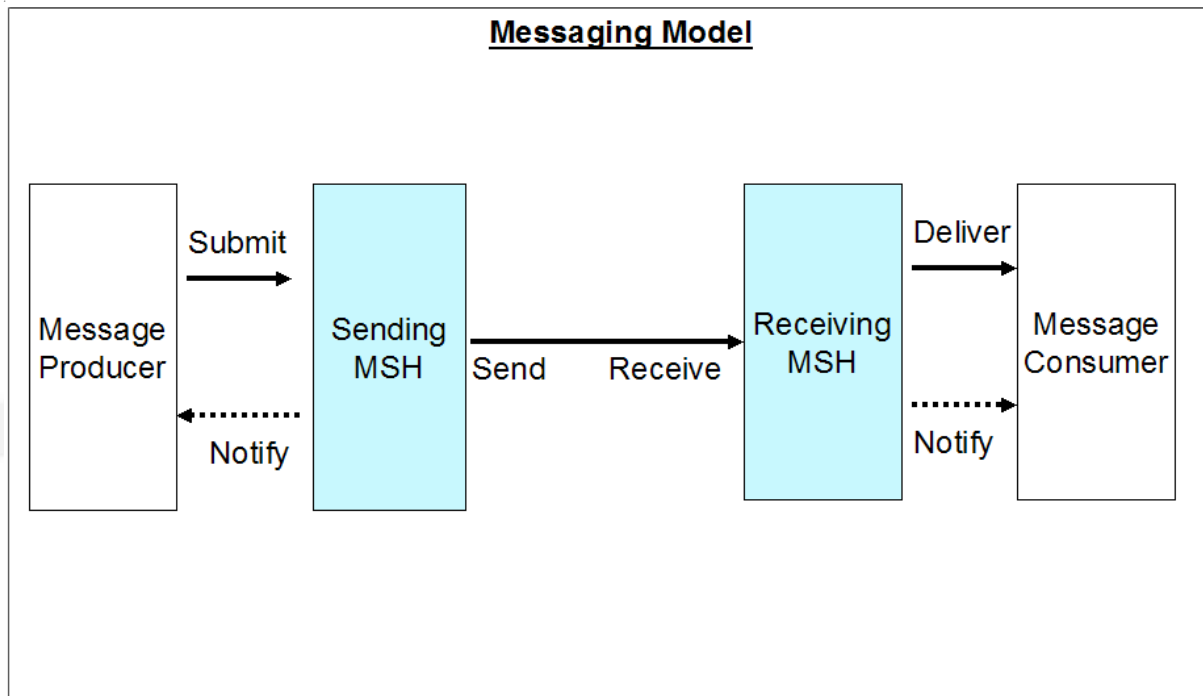 Messaging Model
Submit
Deliver
Message
Producer
Sending
MSH
Receiving
MSH
Message
Consumer
Send
Receive
Notify
Notify